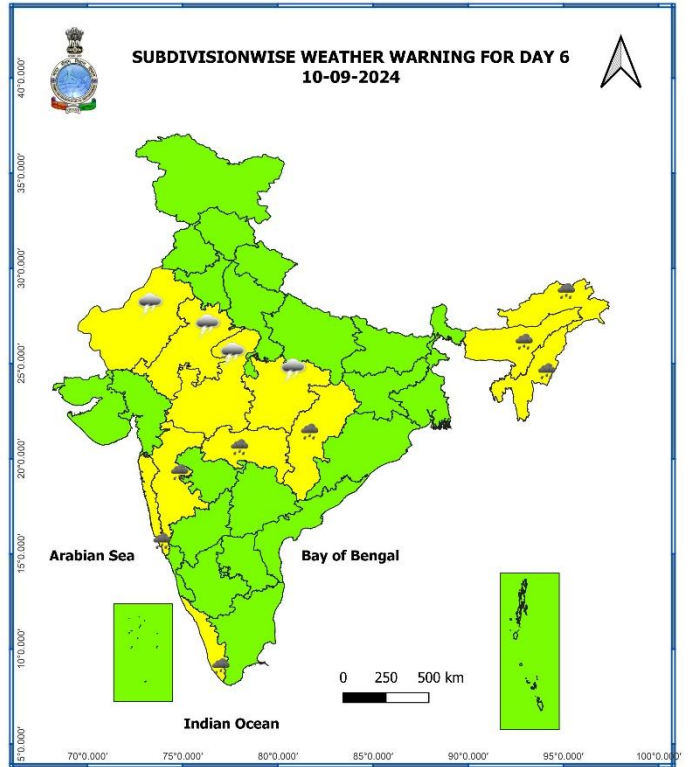 SUBDIVISIONWISE WEATHER WARNING FOR DAY 6
10-09-2024
40°0.000'
35°0.000'
30°0.000'
25°0.000'
20°0.000'
15°0.000'
10°0.000'
5°0.000'
Arabian Sea
Bay of Bengal
0 250 500 km
Indian Ocean
70°0.000' 75°0.000' 80°0.000' 85°0.000' 90°0.000' 95°0.000' 100°0.000'